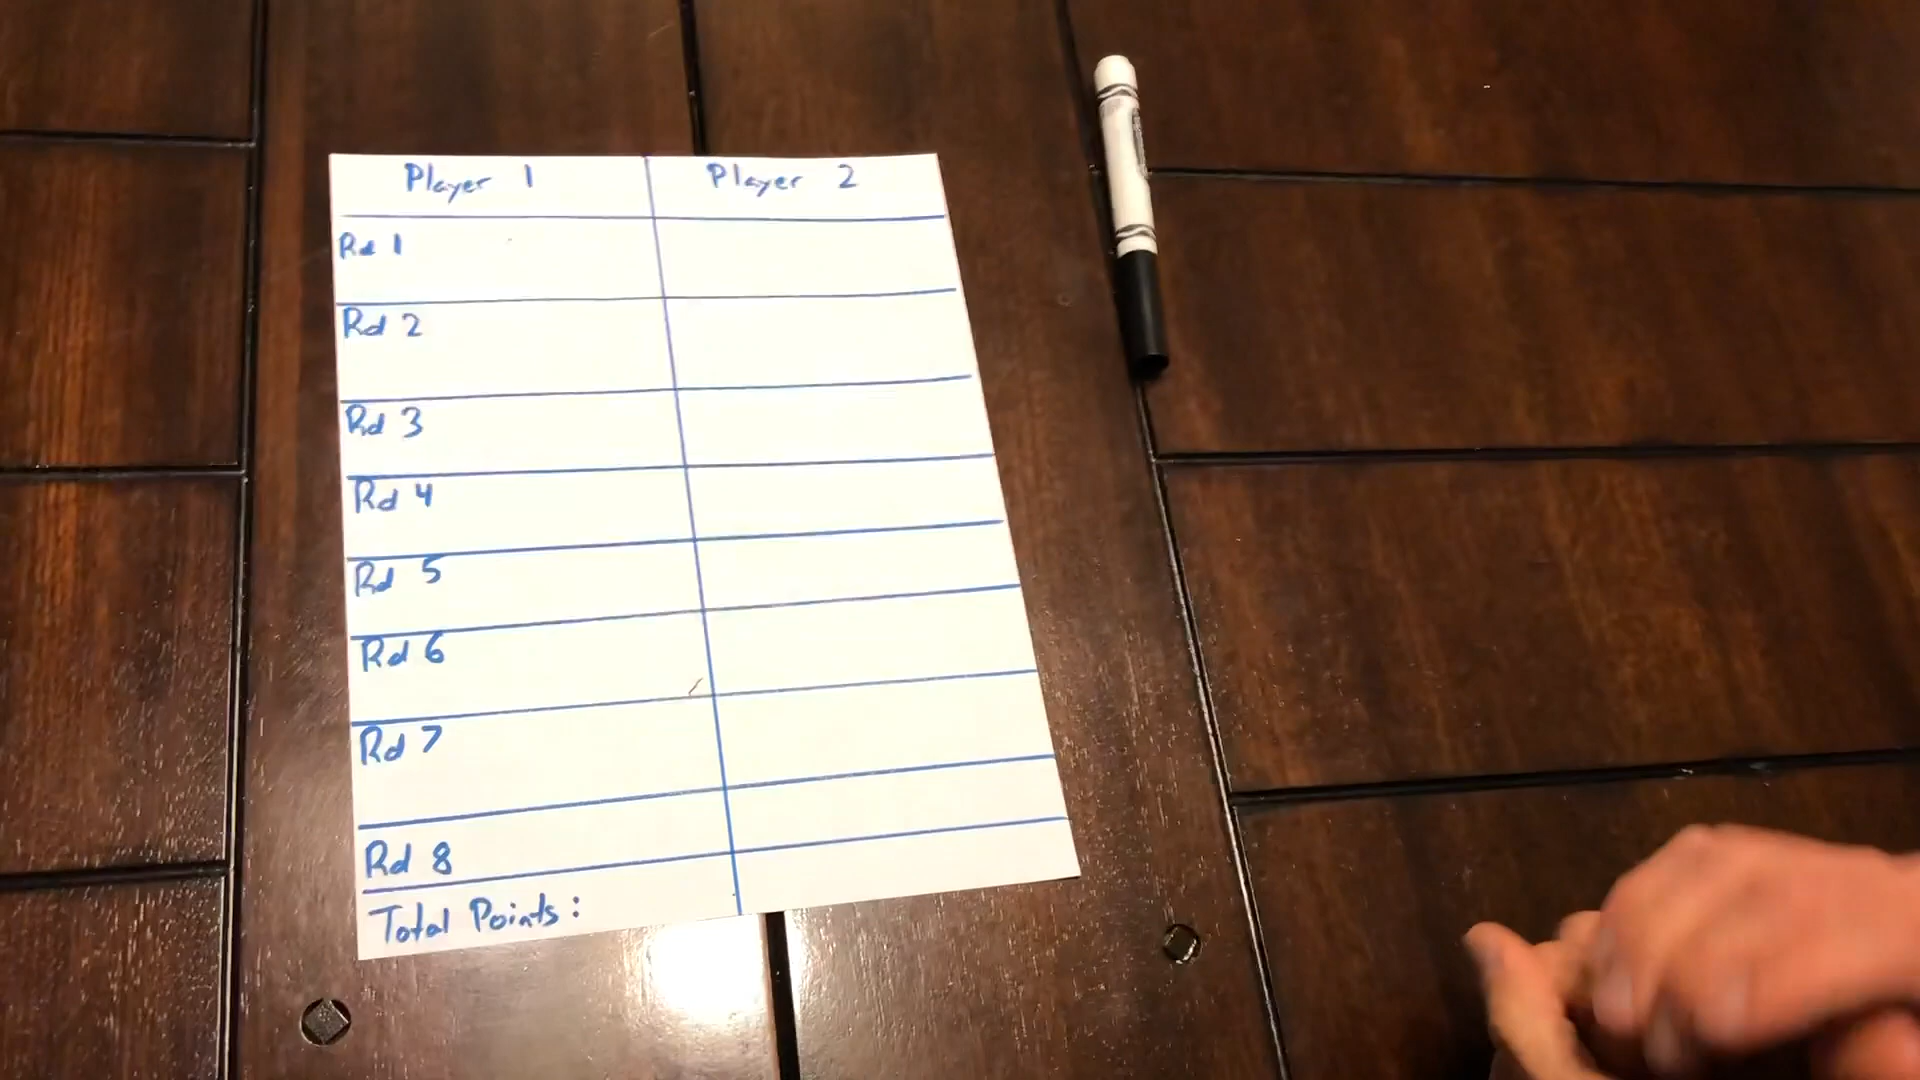 Player 1 Player 2
Rd 1
Rd 2
Rd 3
Rd 4
Rd 5
Rd 6
Rd 7
Rd 8
Total Points: